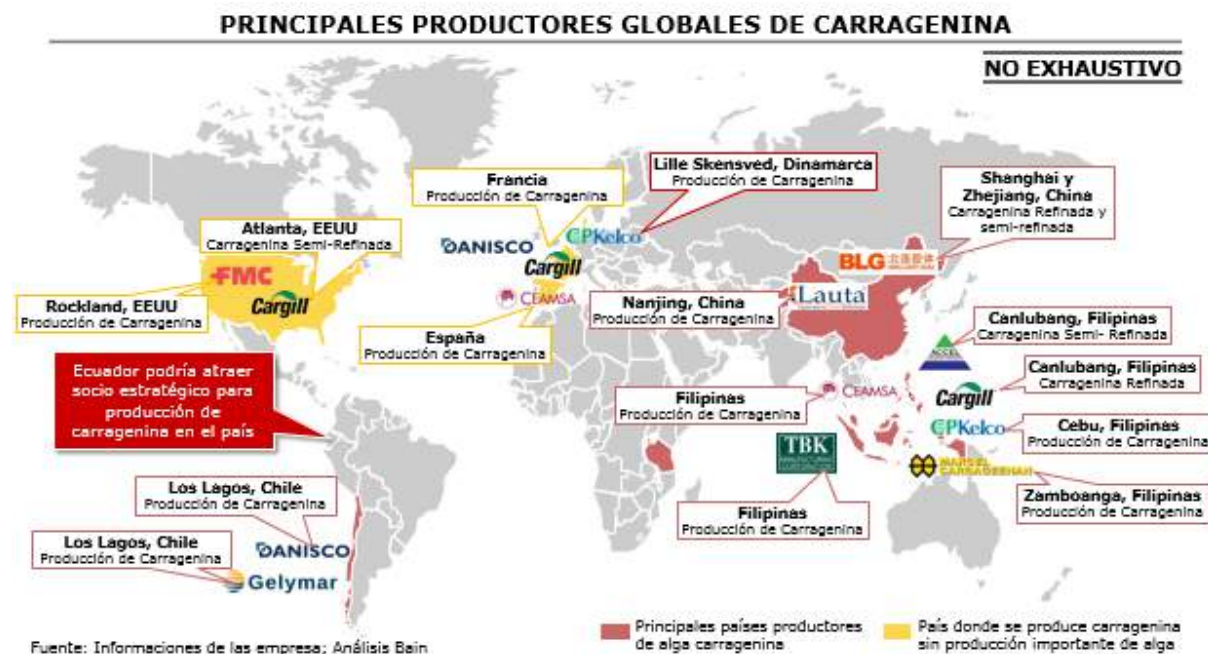 PRINCIPALES PRODUCTORES GLOBALES DE CARRAGENINA
NO EXHAUSTIVO
Francia
Producción de Carragenina
Lille Skensved, Dinamarca
Producción de Carragenina
Shanghai y
Zhejiang, China
Carragenina Refinada y
semi-refinada
Atlanta, EEUU
Carragenina Semi-Refinada
DANISCO
CPKelco
Cargill
BLG
FMC
Cargill
CEAMSA
Lauta
Rockland, EEUU
Producción de Carragenina
Nanjing, China
Producción de Carragenina
España
Producción de Carragenina
Canlubang, Filipinas
Carragenina Semi- Refinada
Ecuador podría atraer
socio estratégico para
producción de
carragenina en el país
Canlubang, Filipinas
Carragenina Refinada
CEAMSA
Cargill
Filipinas
Producción de Carragenina
CPKelco
Cebu, Filipinas
Producción de Carragenina
TBK
MARCEL
CARRAGEENAN
Los Lagos, Chile
Producción de Carragenina
Filipinas
Producción de Carragenina
Zamboanga, Filipinas
Producción de Carragenina
Los Lagos, Chile
Producción de Carragenina
DANISCO
Gelymar
Principales países productores
de alga carragenina
País donde se produce carragenina
sin producción importante de alga
Fuente: Informaciones de las empresa; Análisis Bain